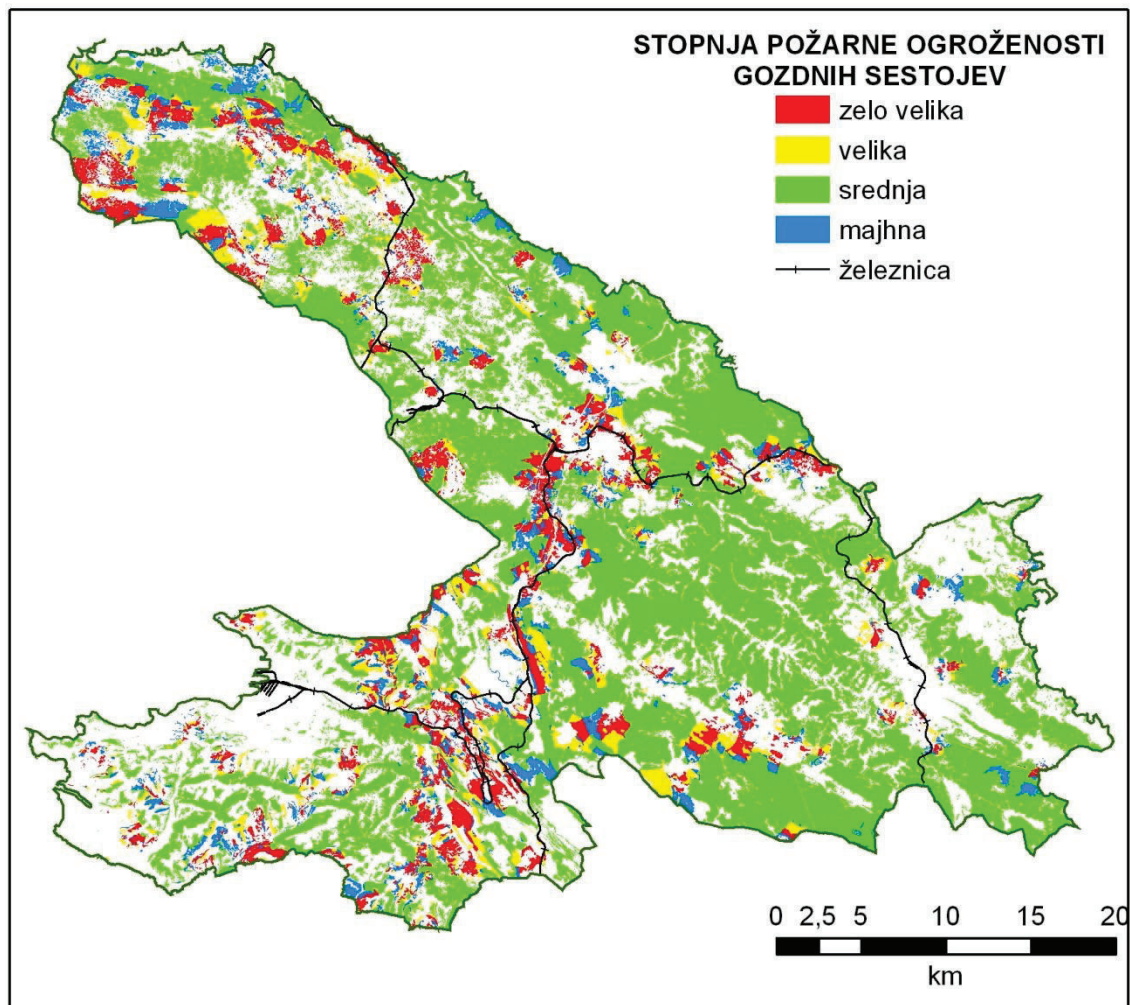 STOPNJA POŽARNE OGROŽENOSTI
GOZDNIH SESTOJEV
zelo velika
velika
srednja
majhna
železnica
0 2,5 5 10 15 20
km